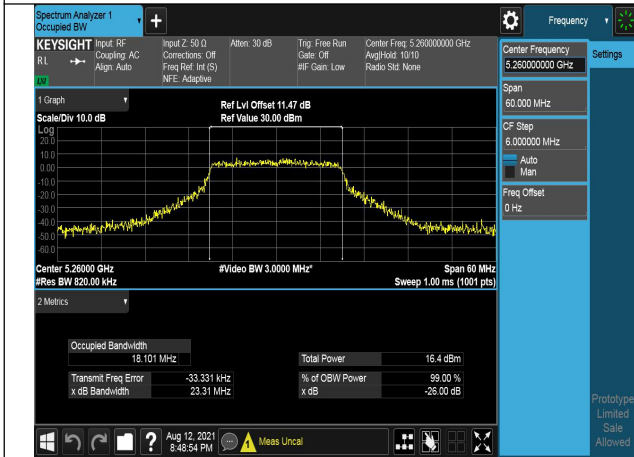 Spectrum Analyzer 1
Occupied BW
+
Frequency
KEYSIGHT
RL
LXI
Input: RF
Coupling: AC
Align: Auto
Input Z: 50 Ω
Corrections: Off
Freq Ref: Int (S)
NFE: Adaptive
Atten: 30 dB
Trig: Free Run
Gate: Off
#IF Gain: Low
Center Freq: 5.260000000 GHz
Avg|Hold: 10/10
Radio Std: None
Center Frequency
5.260000000 GHz
Settings
Span
60.000 MHz
CF Step
6.000000 MHz
Auto
Man
Freq Offset
0 Hz
1 Graph
Scale/Div 10.0 dB
Ref Lvl Offset 11.47 dB
Ref Value 30.00 dBm
Log
20.0
10.0
0.00
-10.0
-20.0
-30.0
-40.0
-50.0
-60.0
Center 5.26000 GHz
#Res BW 820.00 kHz
#Video BW 3.0000 MHz*
Span 60 MHz
Sweep 1.00 ms (1001 pts)
2 Metrics
Occupied Bandwidth
18.101 MHz
Total Power 16.4 dBm
Transmit Freq Error -33.331 kHz
% of OBW Power 99.00 %
x dB Bandwidth 23.31 MHz
x dB -26.00 dB
Prototype
Limited
Sale
Allowed
?
Aug 12, 2021
8:48:54 PM
Meas Uncal